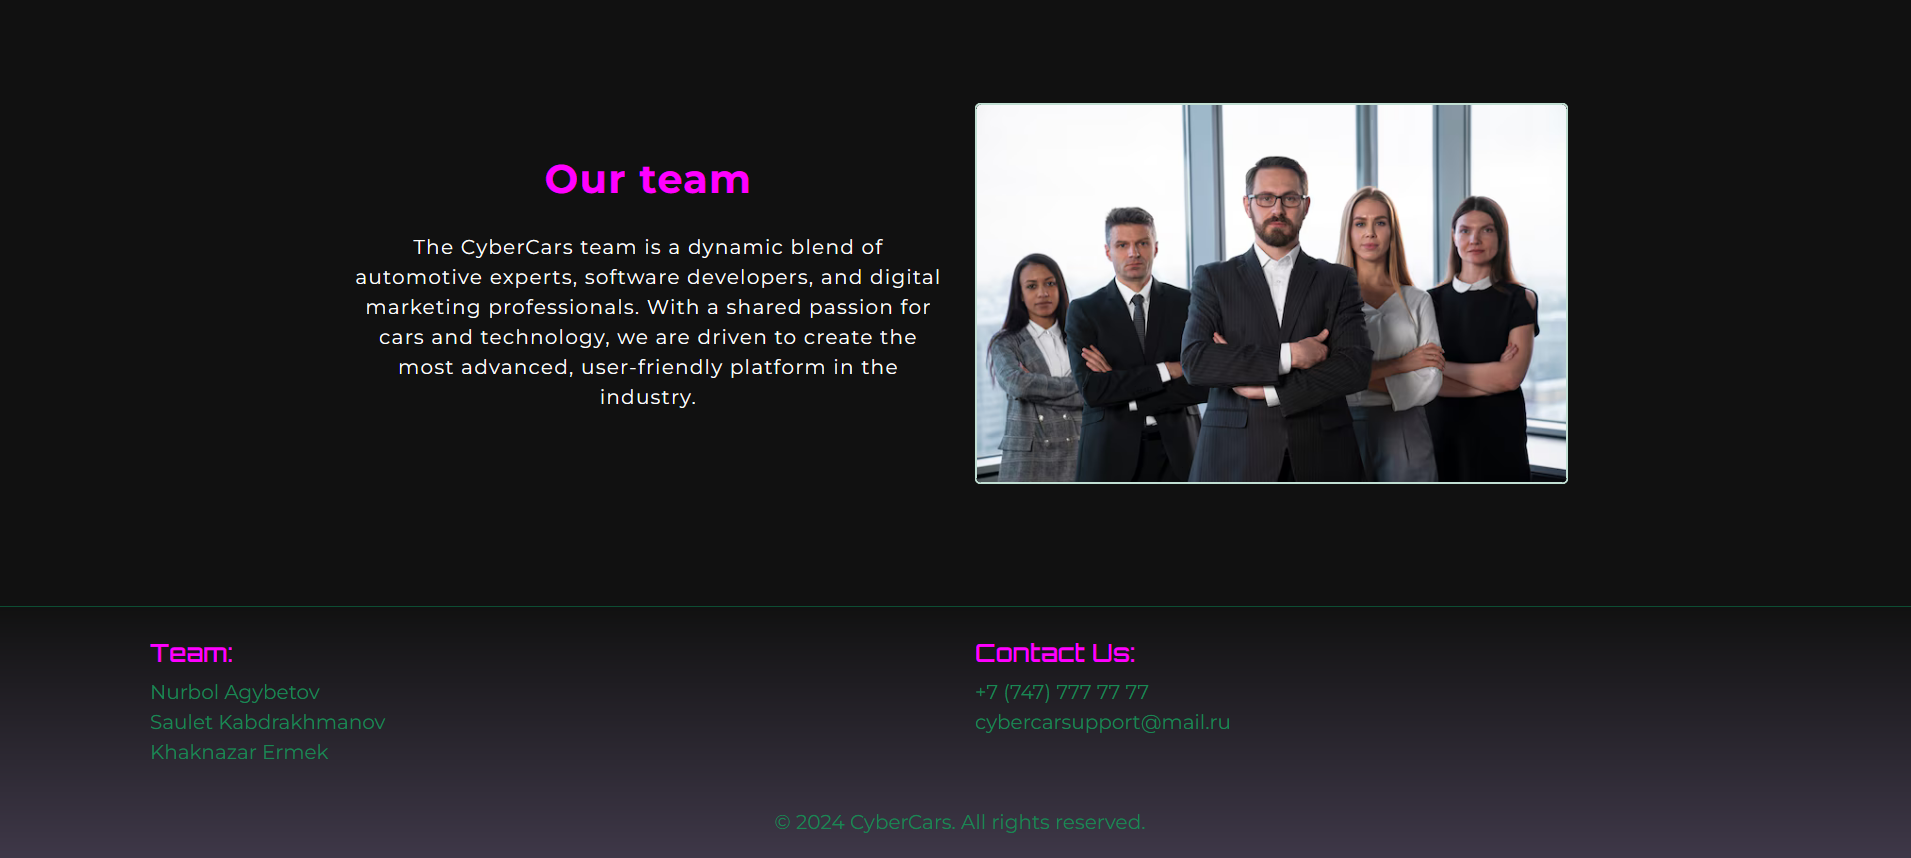 Our team
The CyberCars team is a dynamic blend of
automotive experts, software developers, and digital
marketing professionals. With a shared passion for
cars and technology, we are driven to create the
most advanced, user-friendly platform in the
industry.
Team:
Nurbol Agybetov
Saulet Kabdrakhmanov
Khaknazar Ermek
Contact Us:
+7 (747) 777 77 77
cybercarsupport@mail.ru
© 2024 CyberCars. All rights reserved.